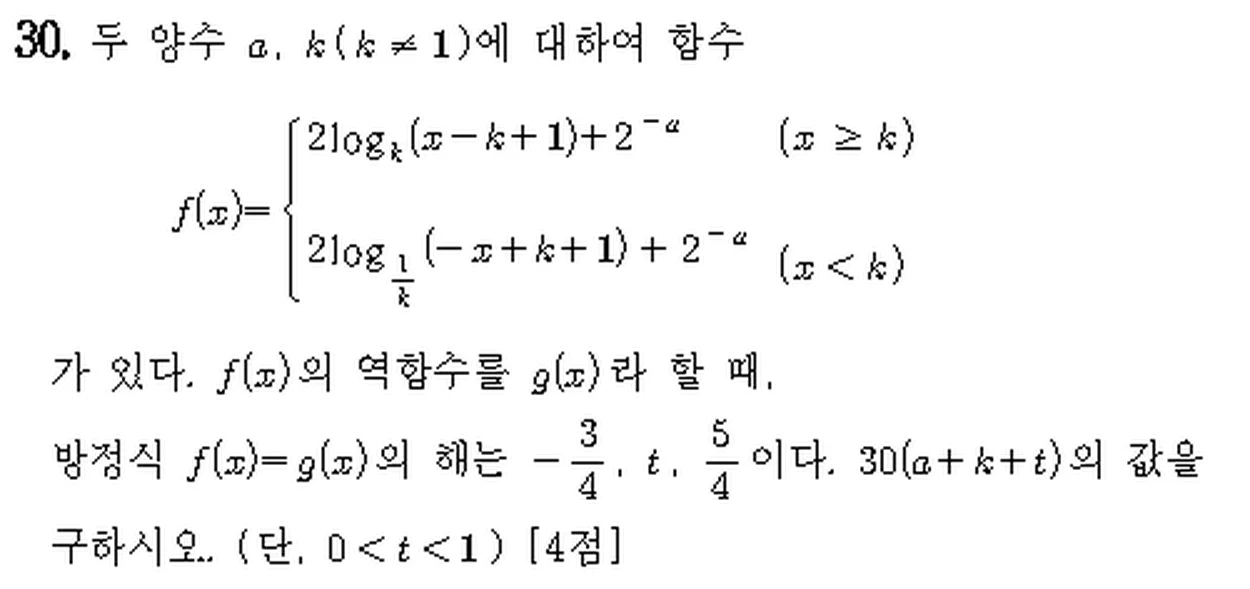 30. 두 양수 a, k(k ≠ 1)에 대하여 함수
f(x)= { 2log_k(x-k+1)+2^{-a} (x ≥ k)
2log_{1/k}(-x+k+1)+2^{-a} (x < k)
가 있다. f(x)의 역함수를 g(x)라 할 때,
방정식 f(x)=g(x)의 해는 -3/4, t, 5/4이다. 30(a+k+t)의 값을
구하시오.. (단, 0<t<1) [4점]